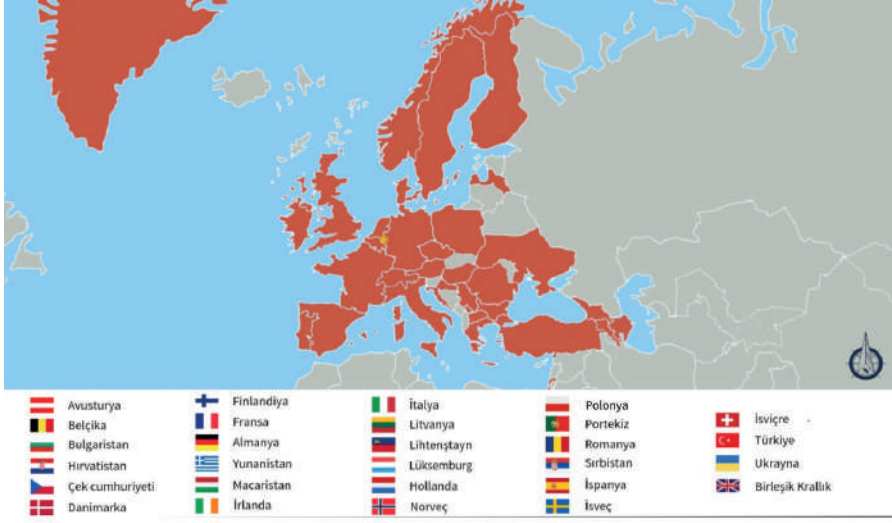 Avusturya
Belçika
Bulgaristan
Hırvatistan
Çek cumhuriyeti
Danimarka
Finlandiya
Fransa
Almanya
Yunanistan
Macaristan
İrlanda
İtalya
Litvanya
Lihtenştayn
Lüksemburg
Hollanda
Norveç
Polonya
Portekiz
Romanya
Sırbistan
İspanya
İsveç
İsviçre
Türkiye
Ukrayna
Birleşik Krallık